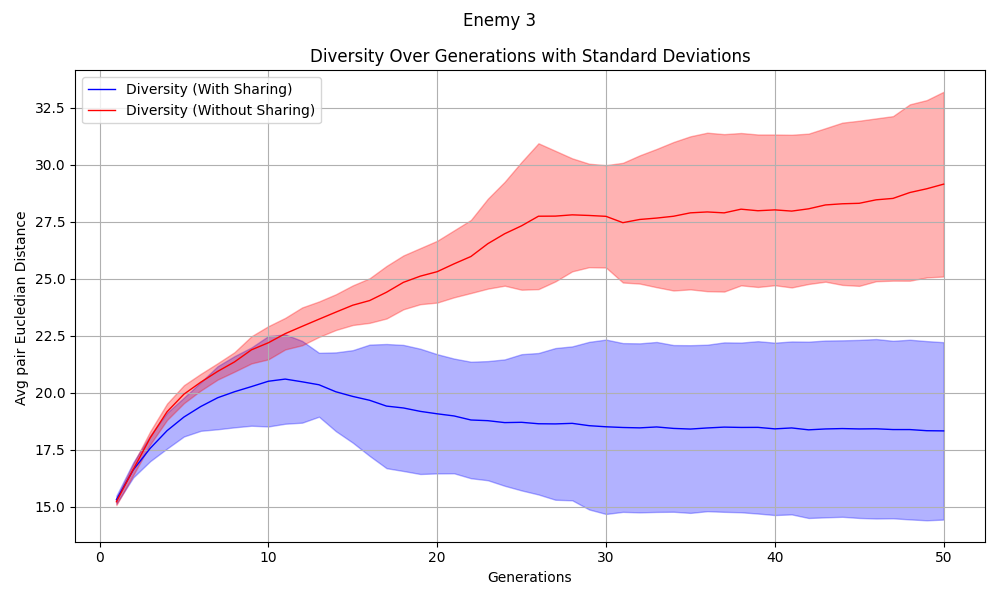 Enemy 3
Diversity Over Generations with Standard Deviations
Diversity (With Sharing)
Diversity (Without Sharing)
Avg pair Eucledian Distance
32.5
30.0
27.5
25.0
22.5
20.0
17.5
15.0
0 10 20 30 40 50
Generations